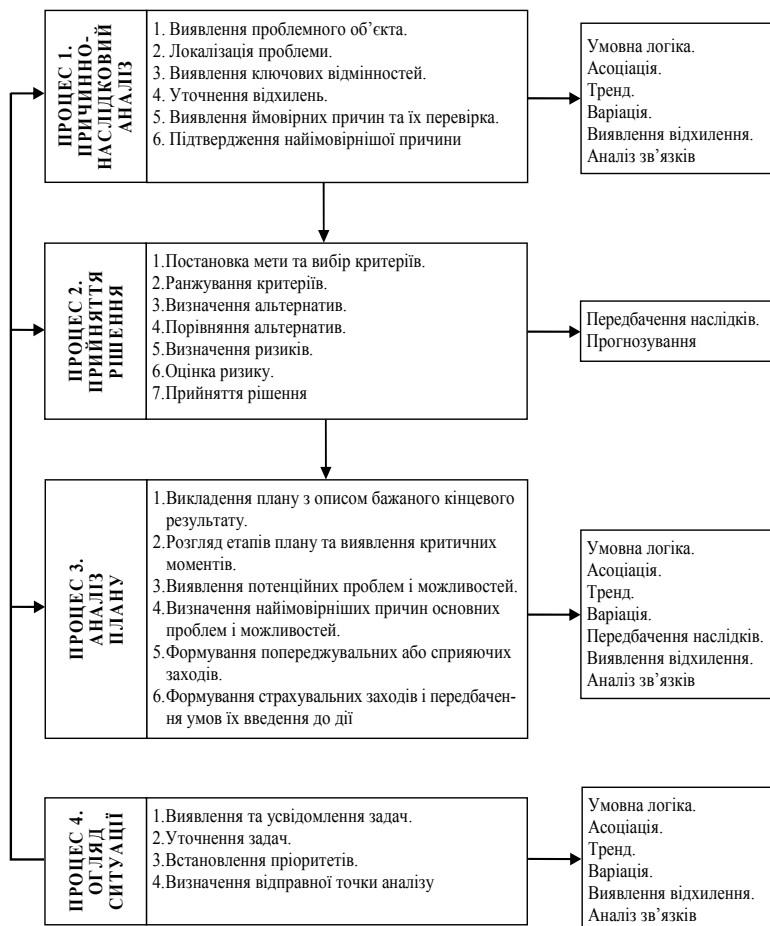 ПРОЦЕС 1.
ПРИЧИННО-
НАСЛІДКОВИЙ
АНАЛІЗ
1. Виявлення проблемного об’єкта.
2. Локалізація проблеми.
3. Виявлення ключових відмінностей.
4. Уточнення відхилень.
5. Виявлення ймовірних причин та їх перевірка.
6. Підтвердження найімовірнішої причини
Умовна логіка.
Асоціація.
Тренд.
Варіація.
Виявлення відхилення.
Аналіз зв’язків
ПРОЦЕС 2.
ПРИЙНЯТТЯ
РІШЕННЯ
1.Постановка мети та вибір критеріїв.
2.Ранжування критеріїв.
3.Визначення альтернатив.
4.Порівняння альтернатив.
5.Визначення ризиків.
6.Оцінка ризику.
7.Прийняття рішення
Передбачення наслідків.
Прогнозування
ПРОЦЕС 3.
АНАЛІЗ
ПЛАНУ
1.Викладення плану з описом бажаного кінцевого
результату.
2.Розгляд етапів плану та виявлення критичних
моментів.
3.Виявлення потенційних проблем і можливостей.
4.Визначення найімовірніших причин основних
проблем і можливостей.
5.Формування попереджувальних або сприяючих
заходів.
6.Формування страхувальних заходів і передбачен-
ня умов їх введення до дії
Умовна логіка.
Асоціація.
Тренд.
Варіація.
Передбачення наслідків.
Виявлення відхилення.
Аналіз зв’язків
ПРОЦЕС 4.
ОГЛЯД
СИТУАЦІЇ
1.Виявлення та усвідомлення задач.
2.Уточнення задач.
3.Встановлення пріоритетів.
4.Визначення відправної точки аналізу
Умовна логіка.
Асоціація.
Тренд.
Варіація.
Виявлення відхилення.
Аналіз зв’язків